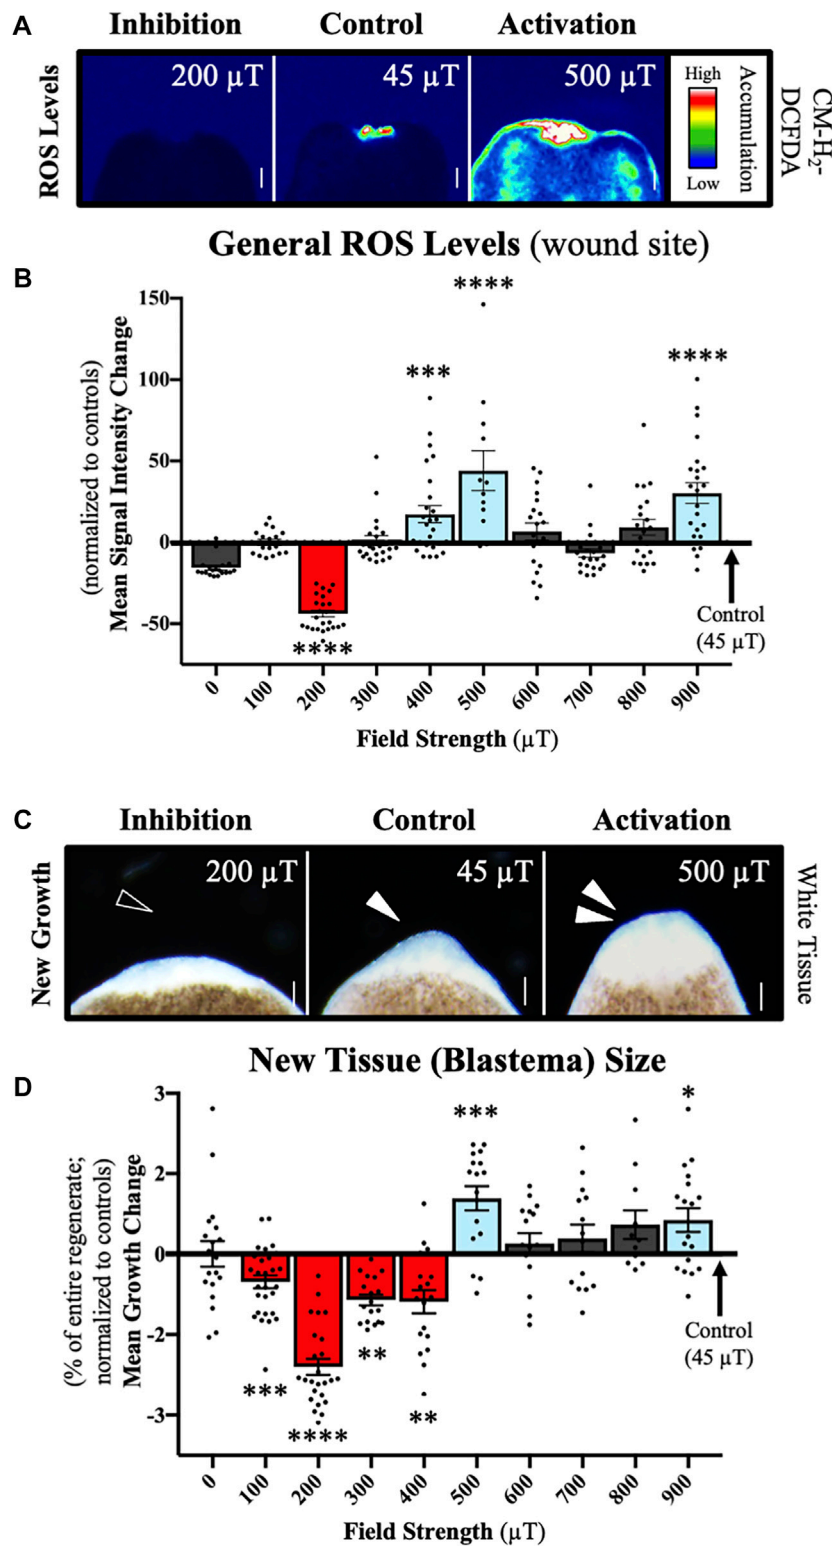 A
Inhibition Control Activation
ROS Levels
200 µT 45 µT 500 µT
High
Low
Accumulation
CM-H2-
DCFDA
General ROS Levels (wound site)
B
(normalized to controls)
Mean Signal Intensity Change
150
100
50
0
-50
****
***
****
****
Control
(45 µT)
0 100 200 300 400 500 600 700 800 900
Field Strength (µT)
C
Inhibition Control Activation
New Growth
200 µT 45 µT 500 µT
White Tissue
New Tissue (Blastema) Size
D
(% of entire regenerate;
normalized to controls)
Mean Growth Change
3
2
0
-2
-3
***
****
**
**
***
*
Control
(45 µT)
0 100 200 300 400 500 600 700 800 900
Field Strength (µT)